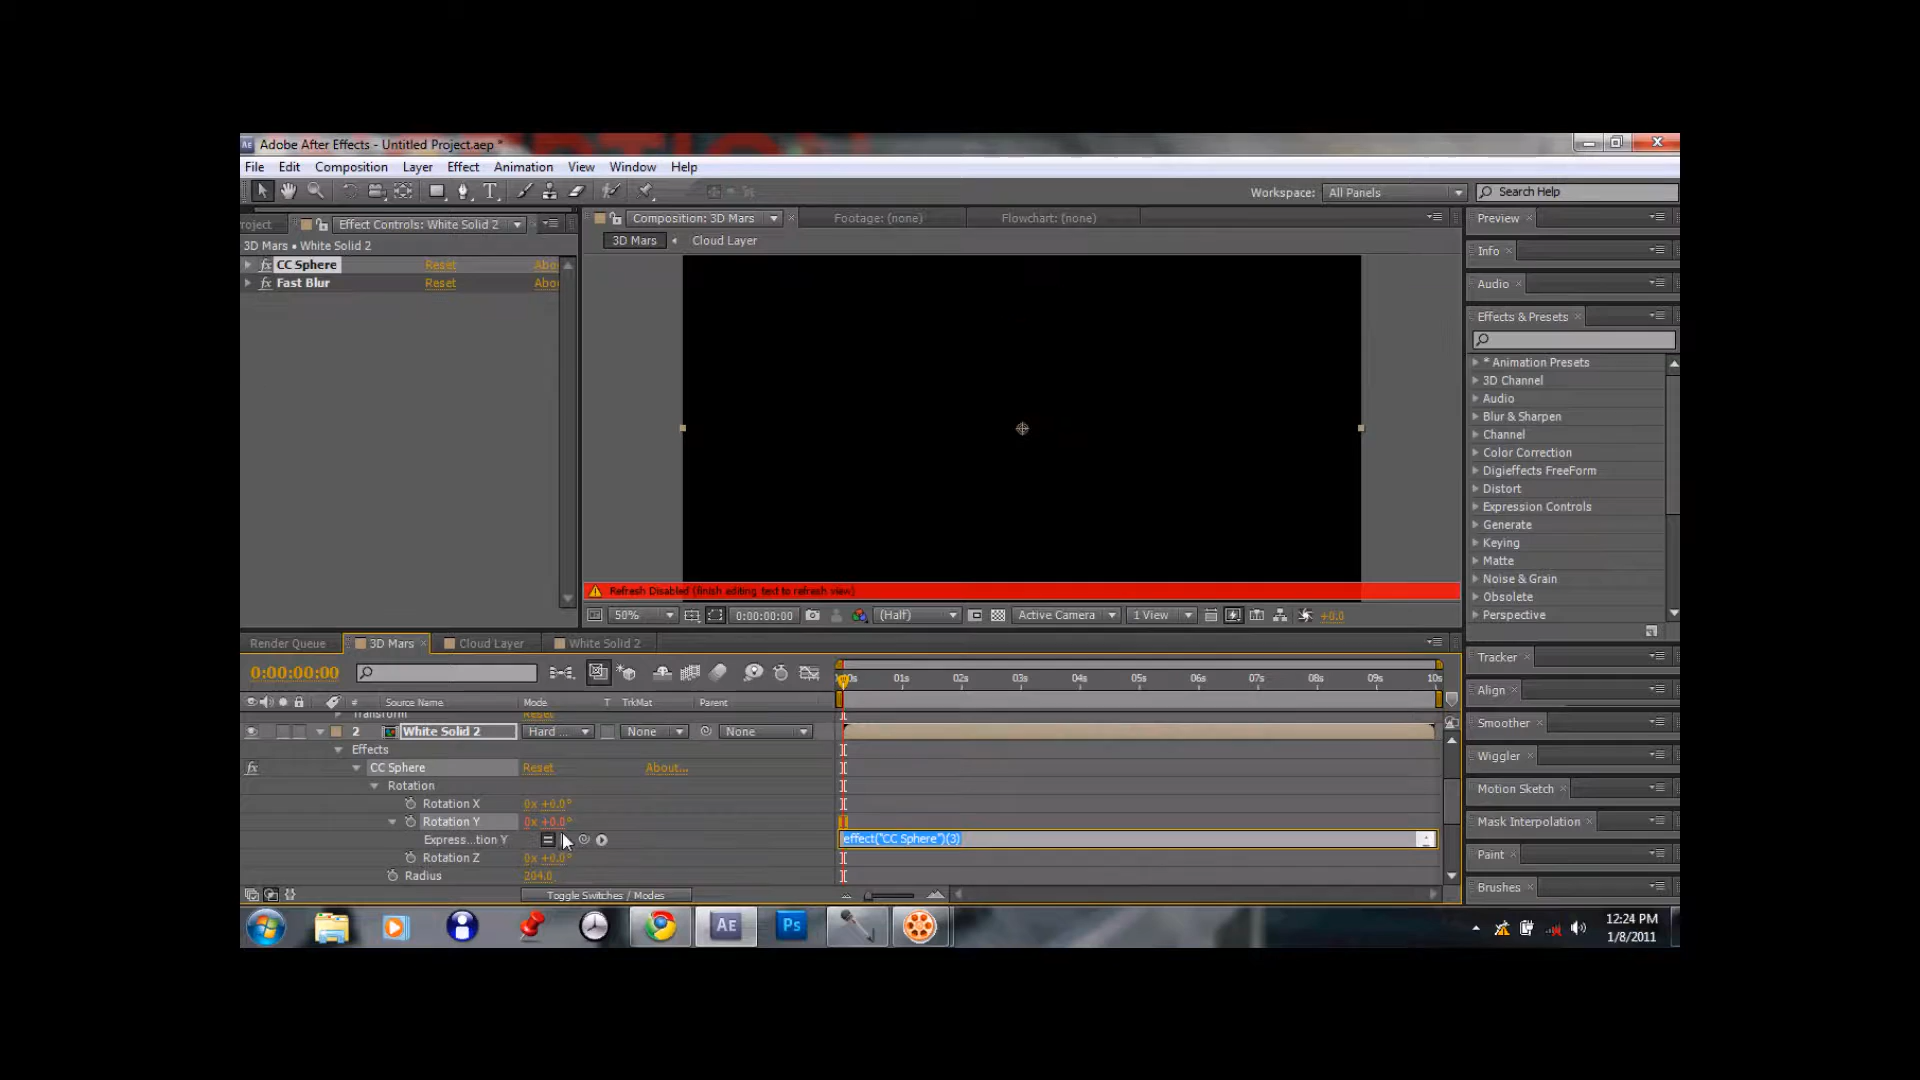 Adobe After Effects - Untitled Project.aep *
File Edit Composition Layer Effect Animation View Window Help
Workspace: All Panels Search Help
roject Effect Controls: White Solid 2
Composition: 3D Mars Footage: (none) Flowchart: (none)
Preview
3D Mars • White Solid 2
3D Mars Cloud Layer
Info
CC Sphere Reset Abo
Fast Blur Reset Abo
Audio
Effects & Presets
* Animation Presets
3D Channel
Audio
Blur & Sharpen
Channel
Color Correction
Digieffects FreeForm
Distort
Expression Controls
Generate
Keying
Matte
Noise & Grain
Obsolete
Perspective
Refresh Disabled (finish editing text to refresh view)
50% 0:00:00:00 (Half) Active Camera 1 View +0.0
Render Queue 3D Mars Cloud Layer White Solid 2
Tracker
Align
Smoother
Wiggler
Motion Sketch
Mask Interpolation
Paint
Brushes
0:00:00:00
01s 02s 03s 04s 05s 06s 07s 08s 09s 10s
# Source Name Mode T TrkMat Parent
Transform Reset
2 White Solid 2 Hard ... None None
Effects
CC Sphere Reset About...
Rotation
Rotation X 0x +0.0°
Rotation Y 0x +0.0°
Express...tion Y effect("CC Sphere")(3)
Rotation Z 0x +0.0°
Radius 204.0
Toggle Switches / Modes
AE Ps
12:24 PM
1/8/2011